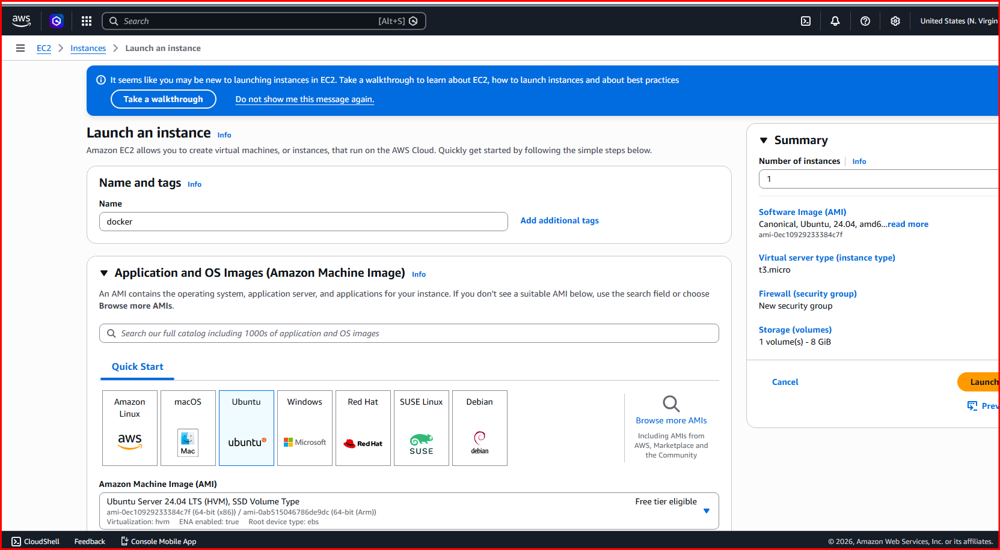 aws
Search [Alt+S]
United States (N. Virgin
EC2 > Instances > Launch an instance
It seems like you may be new to launching instances in EC2. Take a walkthrough to learn about EC2, how to launch instances and about best practices
Take a walkthrough Do not show me this message again.
Launch an instance Info
Amazon EC2 allows you to create virtual machines, or instances, that run on the AWS Cloud. Quickly get started by following the simple steps below.
Name and tags Info
Name
docker
Add additional tags
Application and OS Images (Amazon Machine Image) Info
An AMI contains the operating system, application server, and applications for your instance. If you don't see a suitable AMI below, use the search field or choose
Browse more AMIs.
Search our full catalog including 1000s of application and OS images
Quick Start
Amazon
Linux
aws
macOS
Mac
Ubuntu
ubuntu
Windows
Microsoft
Red Hat
Red Hat
SUSE Linux
SUSE
Debian
debian
Browse more AMIs
Including AMIs from
AWS, Marketplace and
the Community
Amazon Machine Image (AMI)
Ubuntu Server 24.04 LTS (HVM), SSD Volume Type
Free tier eligible
ami-0ec10929233384c7f (64-bit (x86)) / ami-0ab515046786de9dc (64-bit (Arm))
Virtualization: hvm ENA enabled: true Root device type: ebs
Summary
Number of instances Info
1
Software Image (AMI)
Canonical, Ubuntu, 24.04, amd6...read more
ami-0ec10929233384c7f
Virtual server type (instance type)
t3.micro
Firewall (security group)
New security group
Storage (volumes)
1 volume(s) - 8 GiB
Cancel
Launch
Prev
CloudShell Feedback Console Mobile App
© 2026, Amazon Web Services, Inc. or its affiliates.